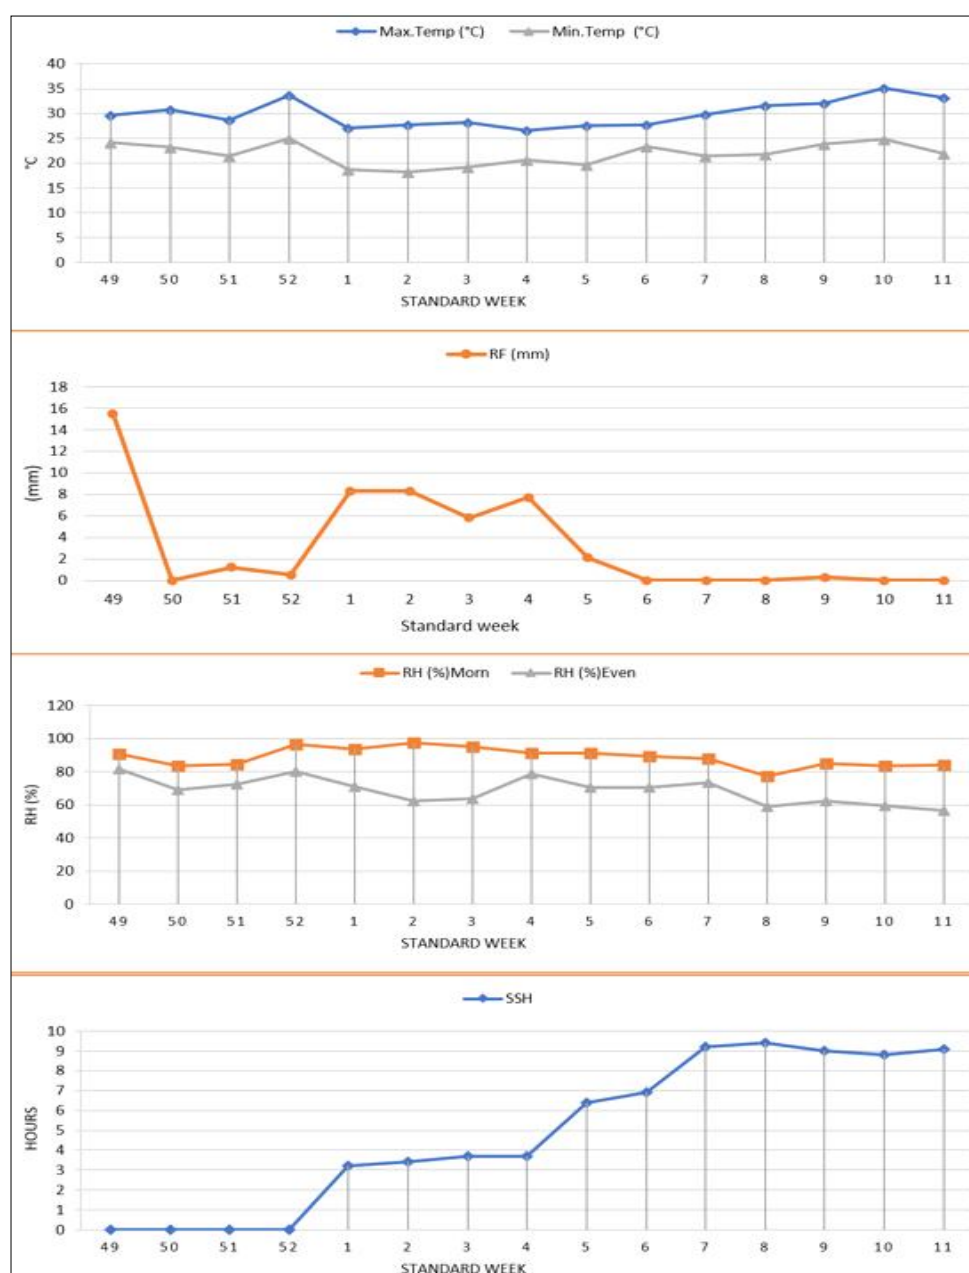 Max.Temp (°C) Min.Temp (°C)
40
35
30
25
20
15
10
5
0
°C
49 50 51 52 1 2 3 4 5 6 7 8 9 10 11
STANDARD WEEK
RF (mm)
18
16
14
12
10
8
6
4
2
0
(mm)
49 50 51 52 1 2 3 4 5 6 7 8 9 10 11
Standard week
RH (%)Morn RH (%)Even
120
100
80
60
40
20
0
RH (%)
49 50 51 52 1 2 3 4 5 6 7 8 9 10 11
STANDARD WEEK
SSH
10
9
8
7
6
5
4
3
2
1
0
HOURS
49 50 51 52 1 2 3 4 5 6 7 8 9 10 11
STANDARD WEEK